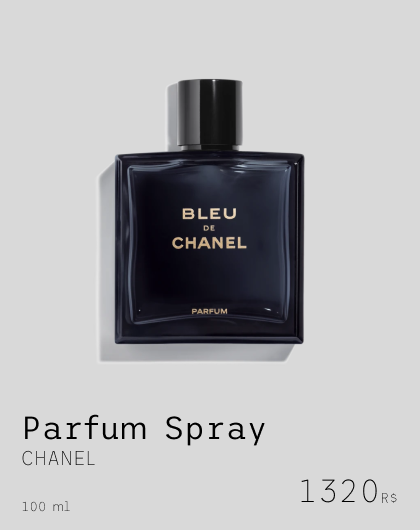 BLEU
DE
CHANEL
PARFUM
Parfum Spray
CHANEL
100 ml
1320R$